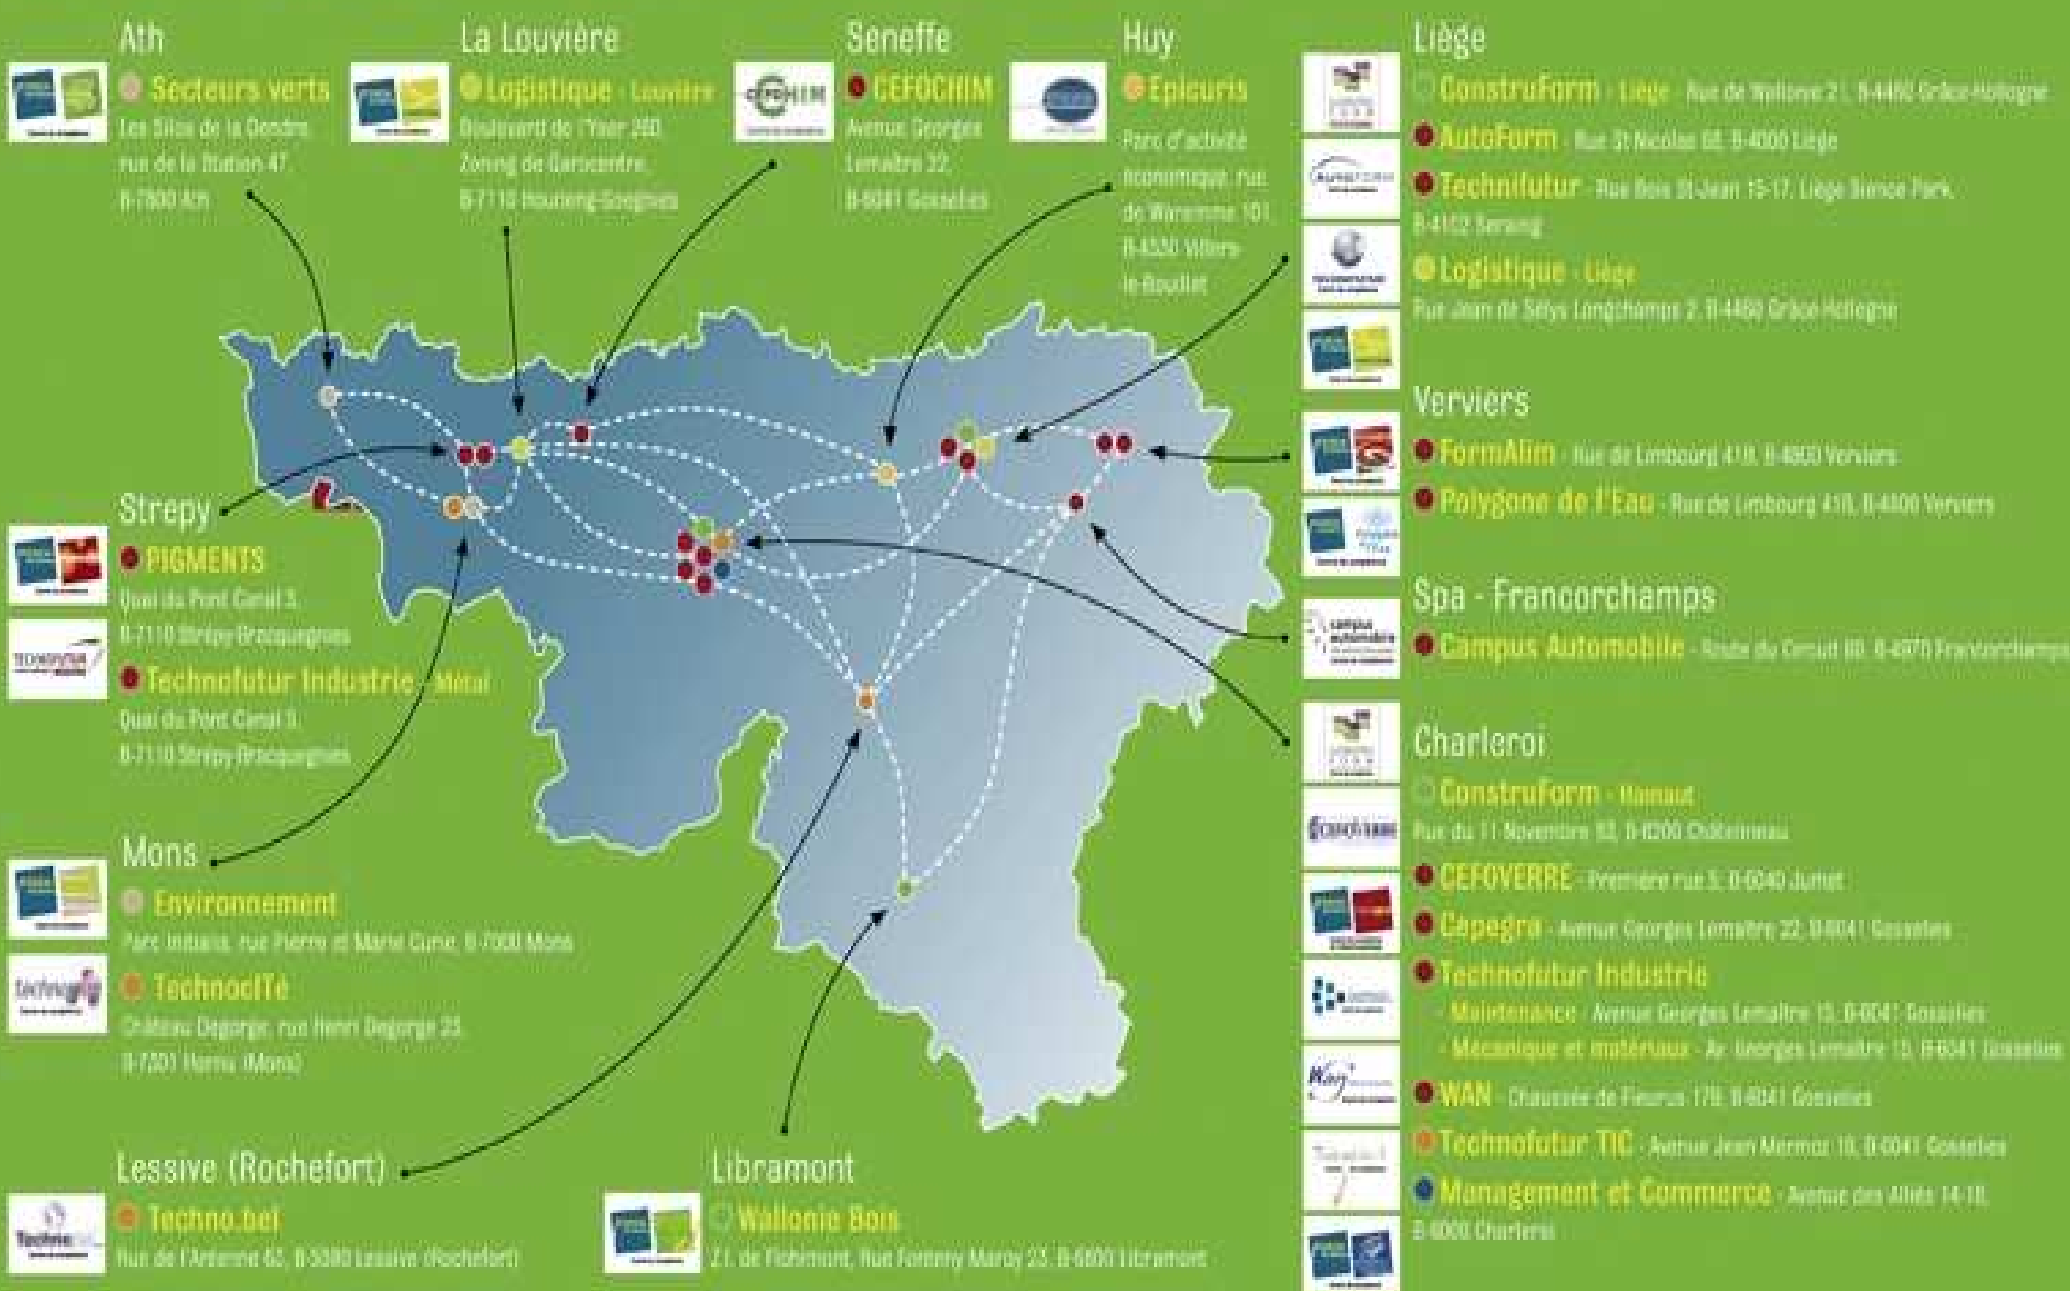 Ath
Secteurs verts
Les Silos de la Dendre,
rue de la Station 47,
B-7800 Ath
La Louvière
Logistique - Louvière
Boulevard de l'Yser 260,
Zoning de Garocentre,
B-7110 Houdeng-Goegnies
Seneffe
CEFOCHIM
Avenue Georges
Lemaître 22,
B-6041 Gosselies
Huy
Epicuris
Parc d'activité
économique, rue
de Waremme 101,
B-4530 Villers-
le-Bouillet
Liège
ConstruForm - Liège - Rue de Wallonie 21, B-4460 Grâce-Hollogne
AutoForm - Rue St Nicolas B-4000 Liège
Technifutur - Rue Bois St-Jean 15-17, Liège Sience Park,
B-4102 Seraing
Logistique - Liège
Rue Jean de Sélys Longchamps 2, B-4460 Grâce-Hollogne
Verviers
FormAlim - Rue de Limbourg 41B, B-4800 Verviers
Polygone de l'Eau - Rue de Limbourg 41B, B-4800 Verviers
Spa - Francorchamps
Campus Automobile - Route du Circuit B-4970 Francorchamps
Strepy
PIGMENTS
Quai du Pont Canal 5,
B-7110 Strépy-Bracquegnies
Technofutur Industrie - Métal
Quai du Pont Canal 5,
B-7110 Strépy-Bracquegnies
Mons
Environnement
Parc Initialis, rue Pierre et Marie Curie, B-7000 Mons
TechnocITé
Château Degorge, rue Henri Degorge 23,
B-7301 Hornu (Mons)
Lessive (Rochefort)
Techno.bel
Rue de l'Antenne 62, B-5580 Lessive (Rochefort)
Libramont
Wallonie Bois
Z.I. de Flohimont, Rue Fonteny Maroy 23, B-6800 Libramont
Charleroi
ConstruForm - Hainaut
Rue du 11 Novembre B-6200 Châtelineau
CEFOVERRE - Première rue 5, B-6040 Jumet
Cepegra - Avenue Georges Lemaître 22, B-6041 Gosselies
Technofutur Industrie
- Maintenance - Avenue Georges Lemaître 15, B-6041 Gosselies
- Mécanique et matériaux - Av. Georges Lemaître 15, B-6041 Gosselies
WAN - Chaussée de Fleurus 179, B-6041 Gosselies
Technofutur TIC - Avenue Jean Mermoz 18, B-6041 Gosselies
Management et Commerce - Avenue des Alliés 14-16,
B-6000 Charleroi